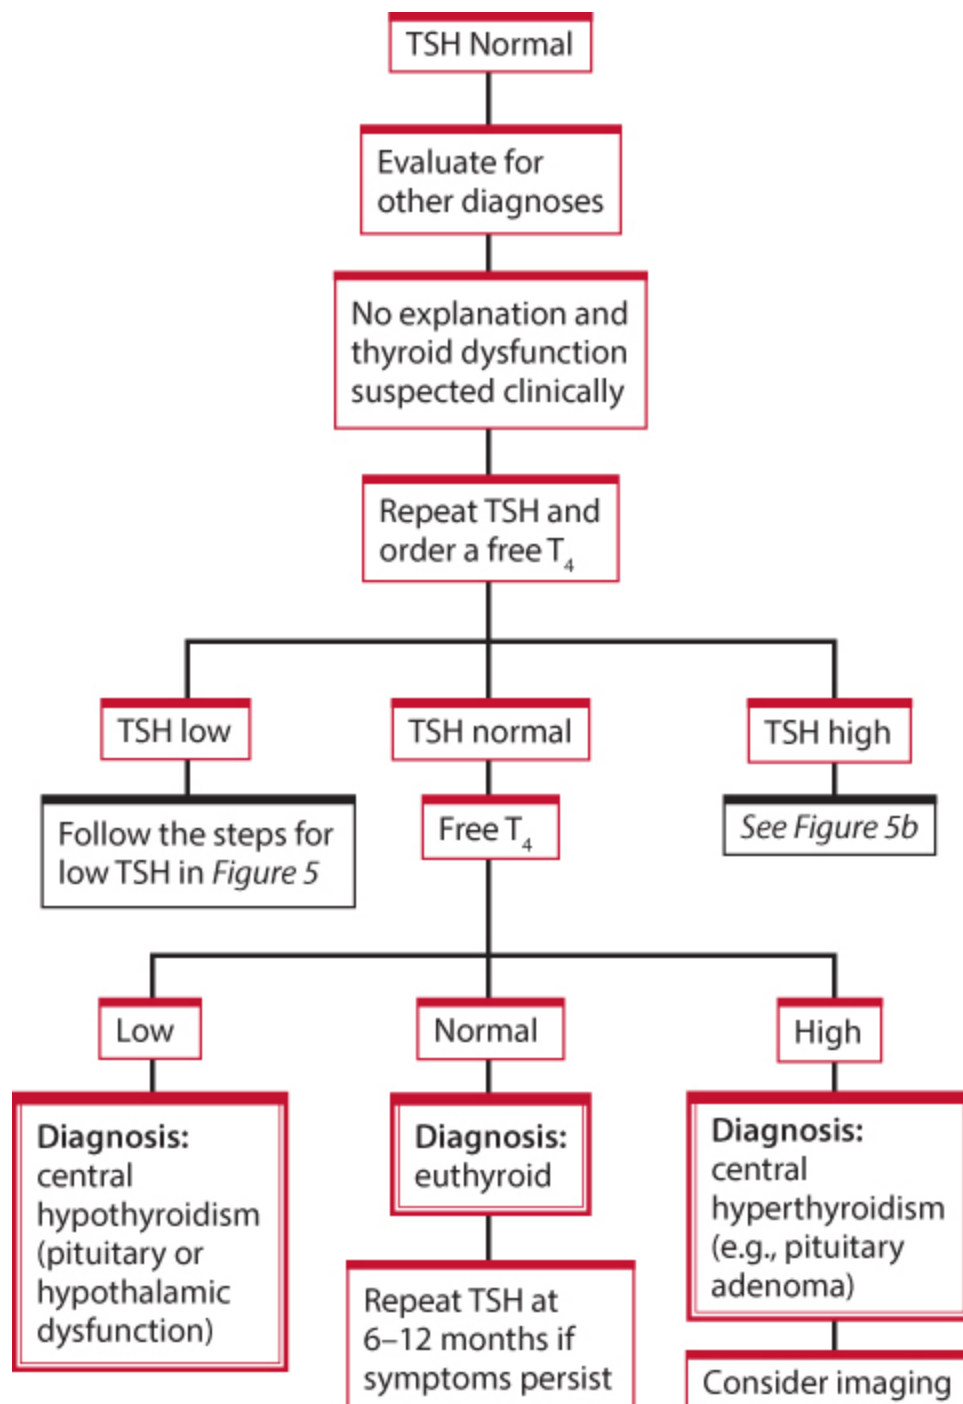 TSH Normal
Evaluate for
other diagnoses
No explanation and
thyroid dysfunction
suspected clinically
Repeat TSH and
order a free T₄
TSH low
TSH normal
TSH high
Follow the steps for
low TSH in Figure 5
Free T₄
See Figure 5b
Low
Normal
High
Diagnosis:
central
hypothyroidism
(pituitary or
hypothalamic
dysfunction)
Diagnosis:
euthyroid
Repeat TSH at
6–12 months if
symptoms persist
Diagnosis:
central
hyperthyroidism
(e.g., pituitary
adenoma)
Consider imaging